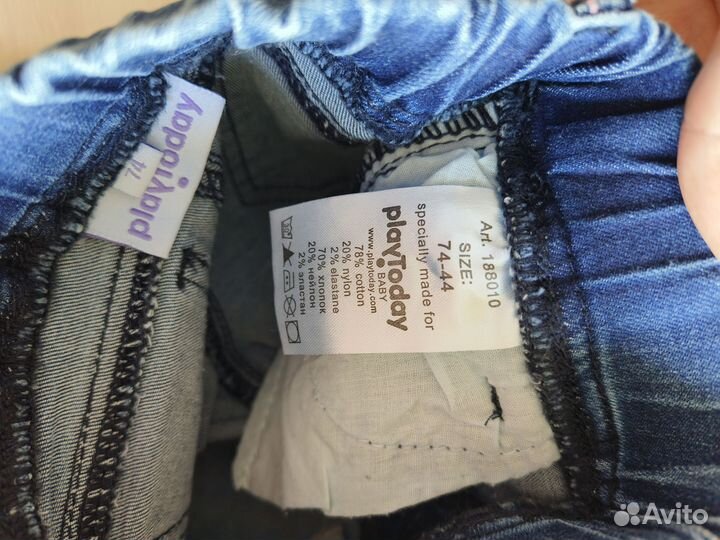 74
playToday
Art. 188010
SIZE:
74-44
specially made for
playToday
BABY
www.playtoday.com
78% cotton
20% nylon
2% elastane
70% хлопок
20% нейлон
2% эластан
Avito